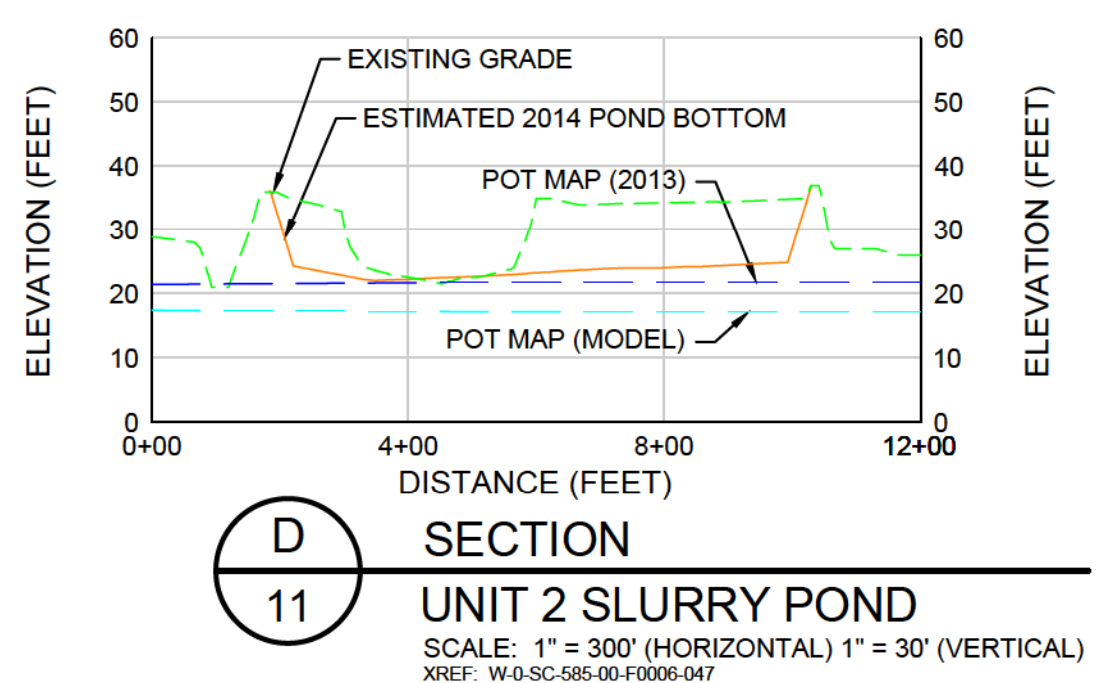 60 60
EXISTING GRADE
50 50
ESTIMATED 2014 POND BOTTOM
40 40
POT MAP (2013)
30 30
20 20
POT MAP (MODEL)
10 10
0 0
ELEVATION (FEET)
ELEVATION (FEET)
0+00 4+00 8+00 12+00
DISTANCE (FEET)
D
SECTION
11
UNIT 2 SLURRY POND
SCALE: 1" = 300' (HORIZONTAL) 1" = 30' (VERTICAL)
XREF: W-0-SC-585-00-F0006-047